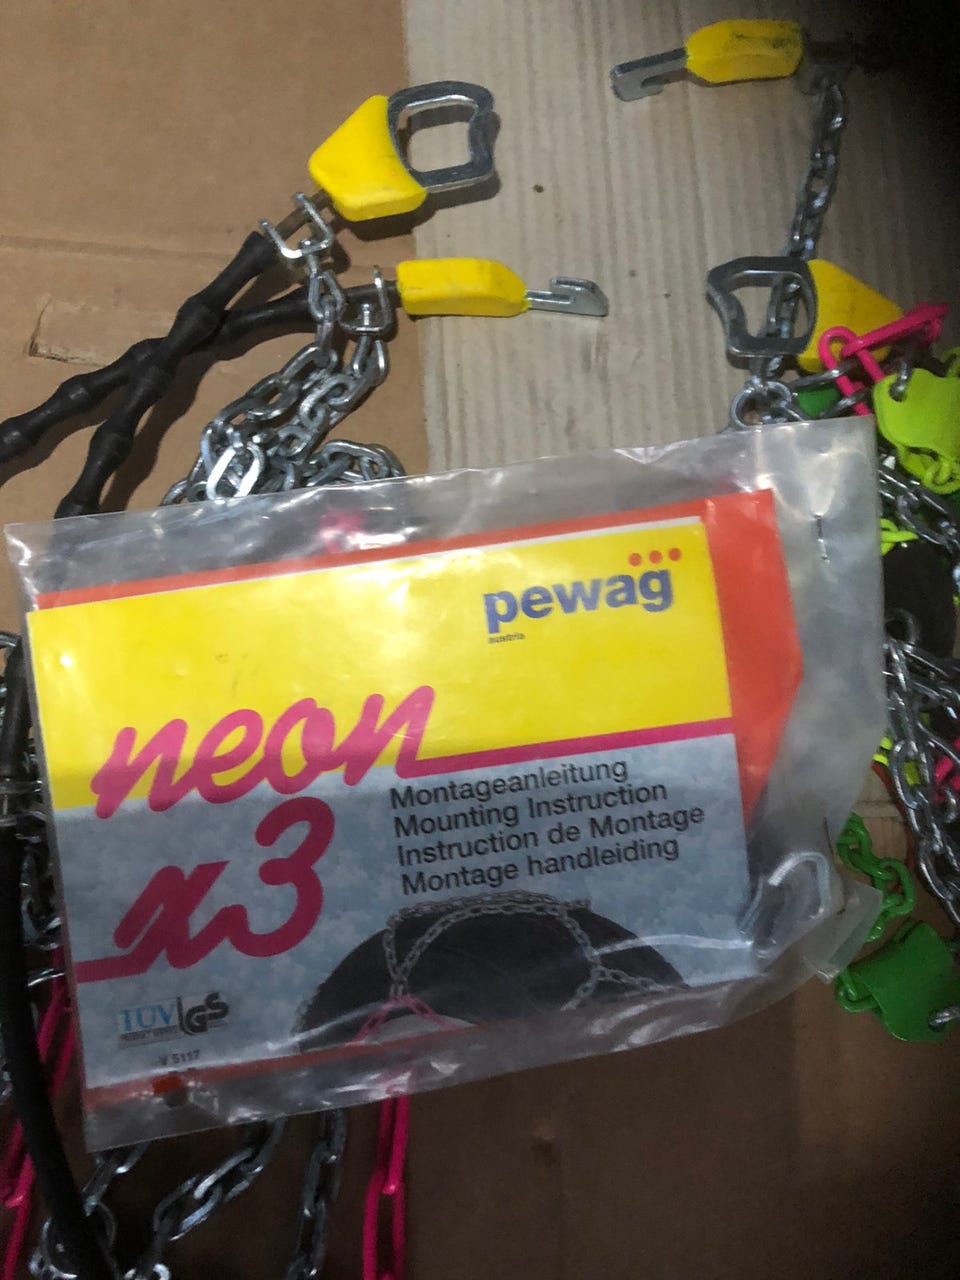 pewag
austria
neon
x3
Montageanleitung
Mounting Instruction
Instruction de Montage
Montage handleiding
TÜV GS
V 5117